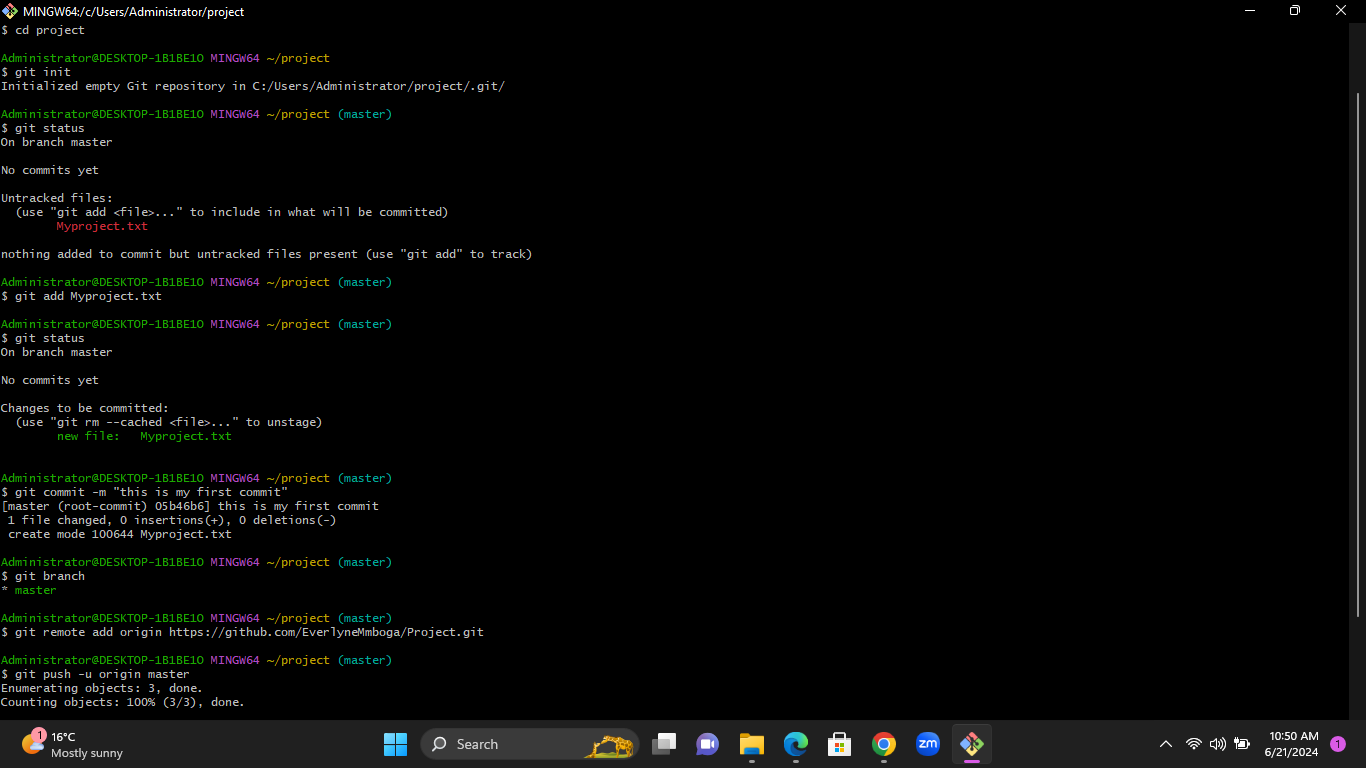 MINGW64:/c/Users/Administrator/project
$ cd project
Administrator@DESKTOP-1B1BE1O MINGW64 ~/project
$ git init
Initialized empty Git repository in C:/Users/Administrator/project/.git/
Administrator@DESKTOP-1B1BE1O MINGW64 ~/project (master)
$ git status
On branch master
No commits yet
Untracked files:
  (use "git add <file>..." to include in what will be committed)
        Myproject.txt
nothing added to commit but untracked files present (use "git add" to track)
Administrator@DESKTOP-1B1BE1O MINGW64 ~/project (master)
$ git add Myproject.txt
Administrator@DESKTOP-1B1BE1O MINGW64 ~/project (master)
$ git status
On branch master
No commits yet
Changes to be committed:
  (use "git rm --cached <file>..." to unstage)
        new file:   Myproject.txt
Administrator@DESKTOP-1B1BE1O MINGW64 ~/project (master)
$ git commit -m "this is my first commit"
[master (root-commit) 05b46b6] this is my first commit
 1 file changed, 0 insertions(+), 0 deletions(-)
 create mode 100644 Myproject.txt
Administrator@DESKTOP-1B1BE1O MINGW64 ~/project (master)
$ git branch
* master
Administrator@DESKTOP-1B1BE1O MINGW64 ~/project (master)
$ git remote add origin https://github.com/EverlyneMmboga/Project.git
Administrator@DESKTOP-1B1BE1O MINGW64 ~/project (master)
$ git push -u origin master
Enumerating objects: 3, done.
Counting objects: 100% (3/3), done.
1
16°C
Mostly sunny
Search
zm
10:50 AM
6/21/2024
1